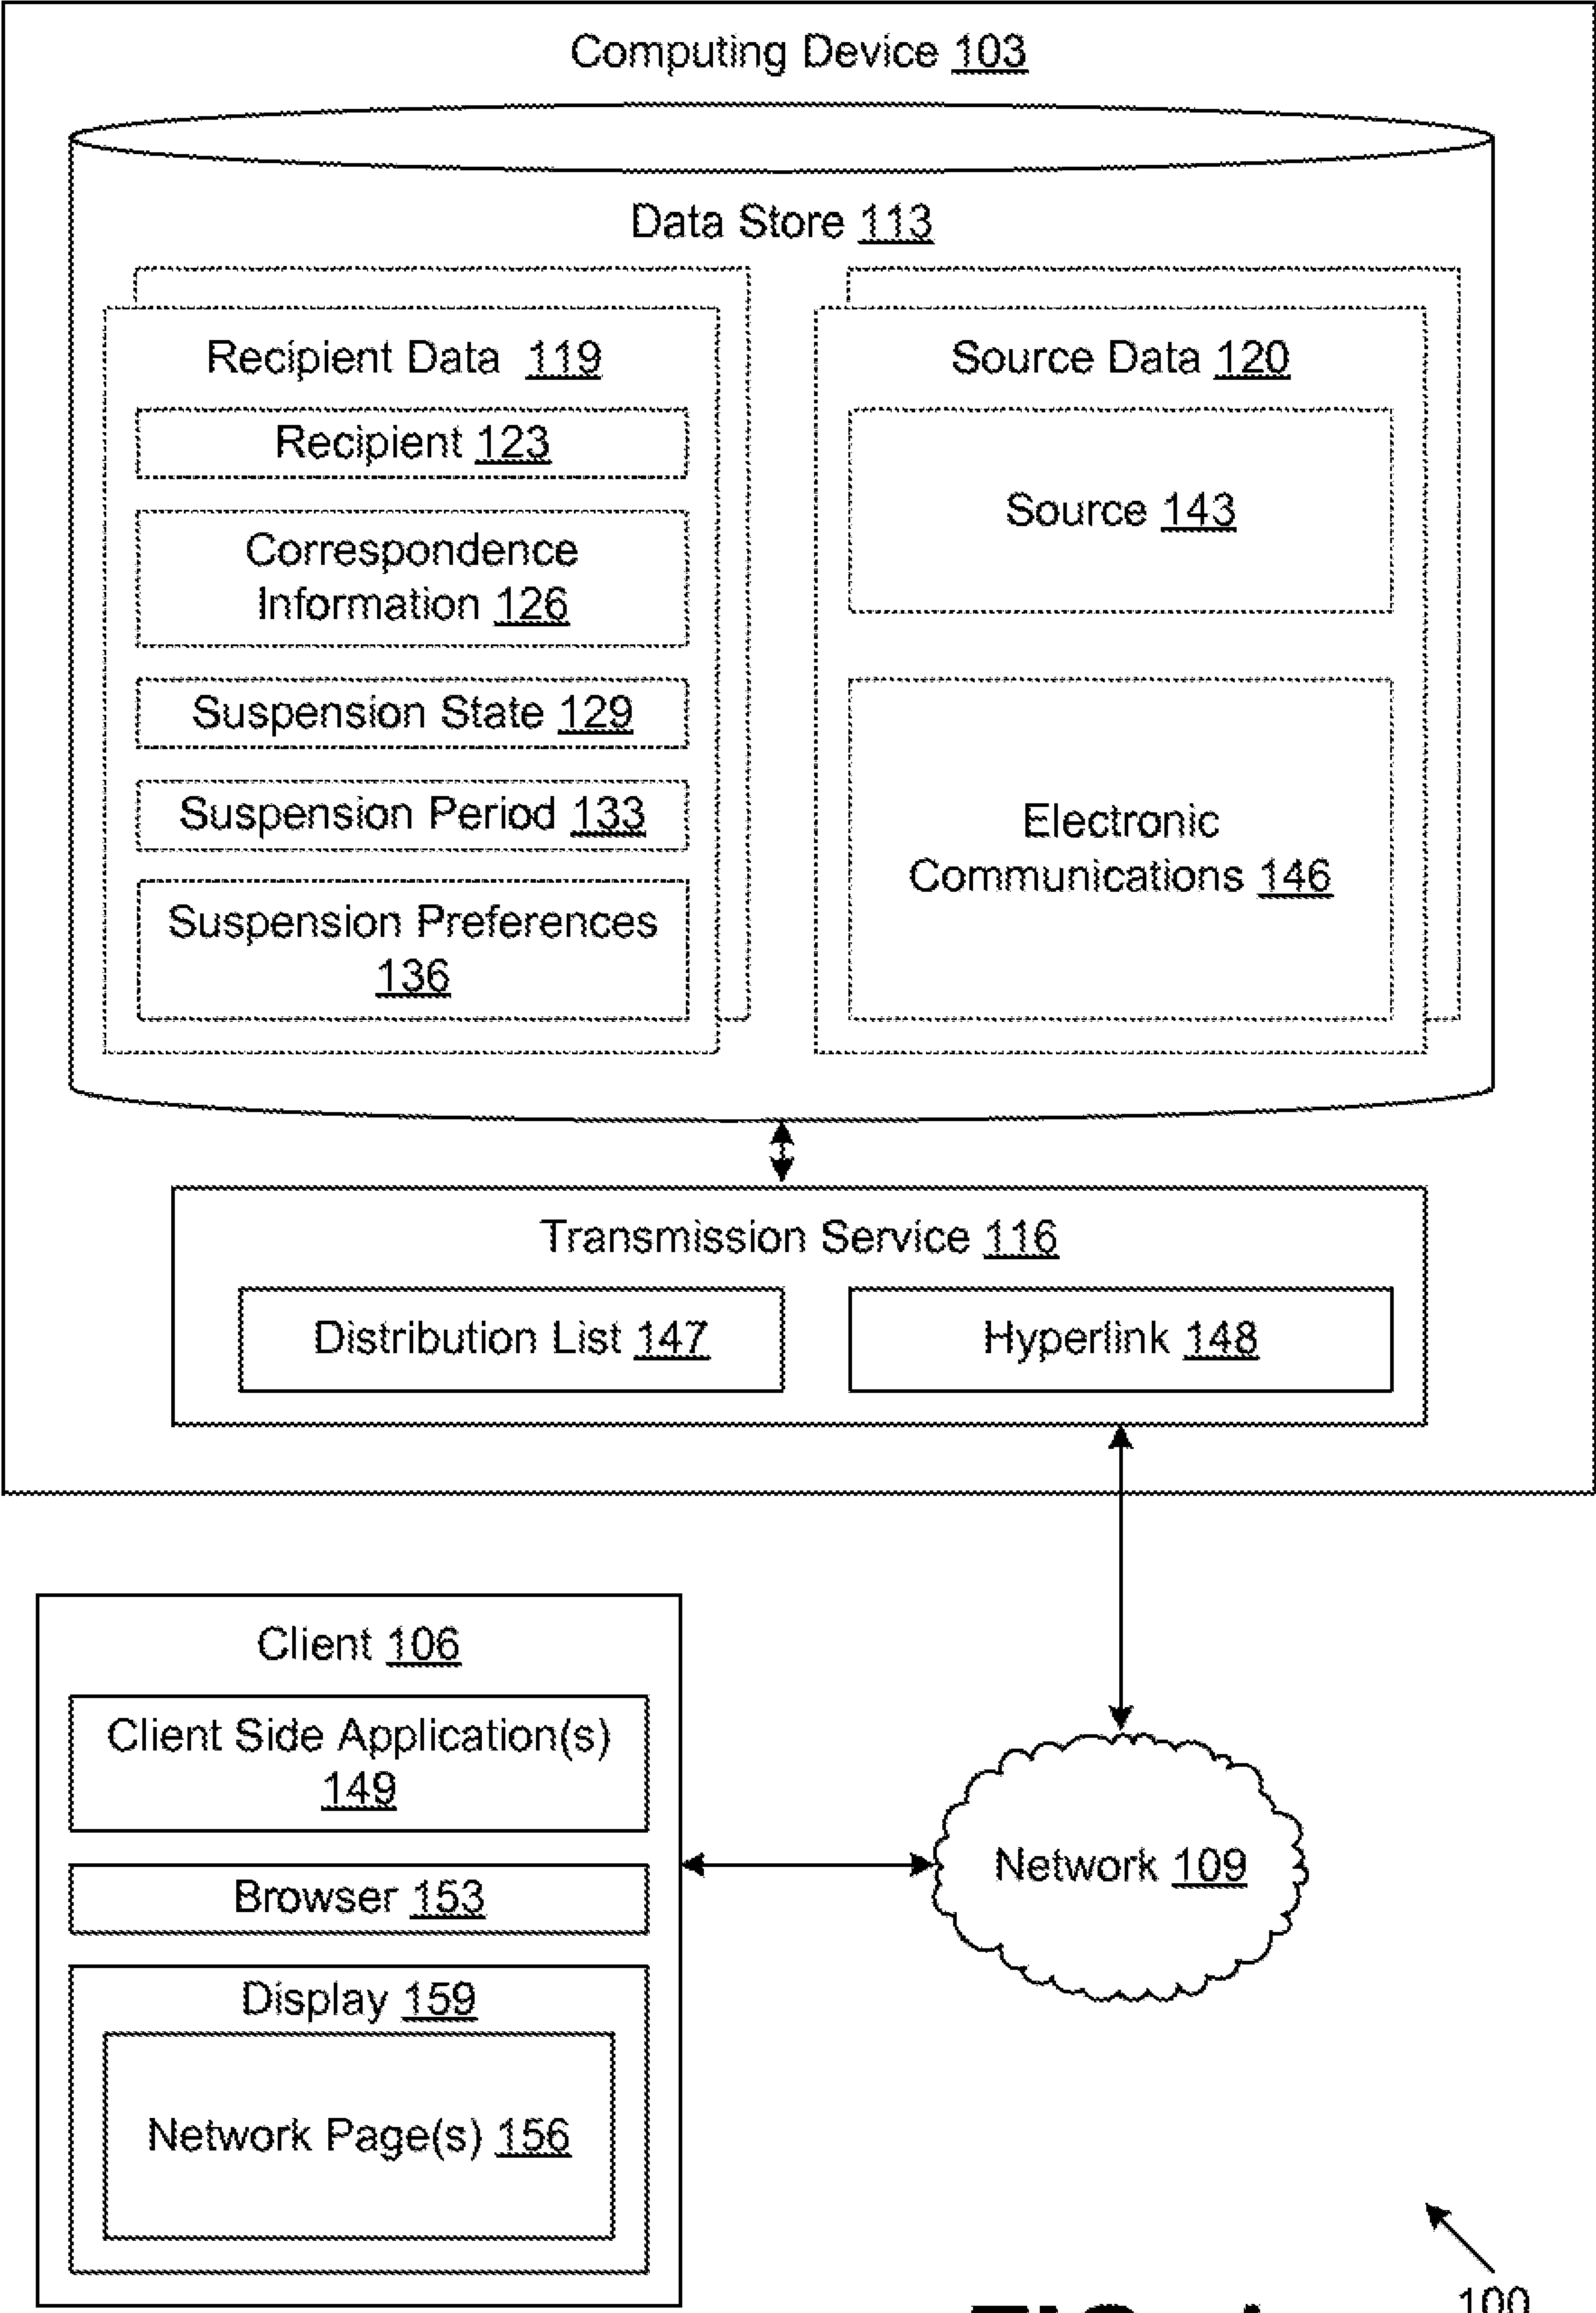 Computing Device 103
Data Store 113
Recipient Data 119
Recipient 123
Correspondence
Information 126
Suspension State 129
Suspension Period 133
Suspension Preferences
136
Source Data 120
Source 143
Electronic
Communications 146
Transmission Service 116
Distribution List 147
Hyperlink 148
Client 106
Client Side Application(s)
149
Browser 153
Display 159
Network Page(s) 156
Network 109
100